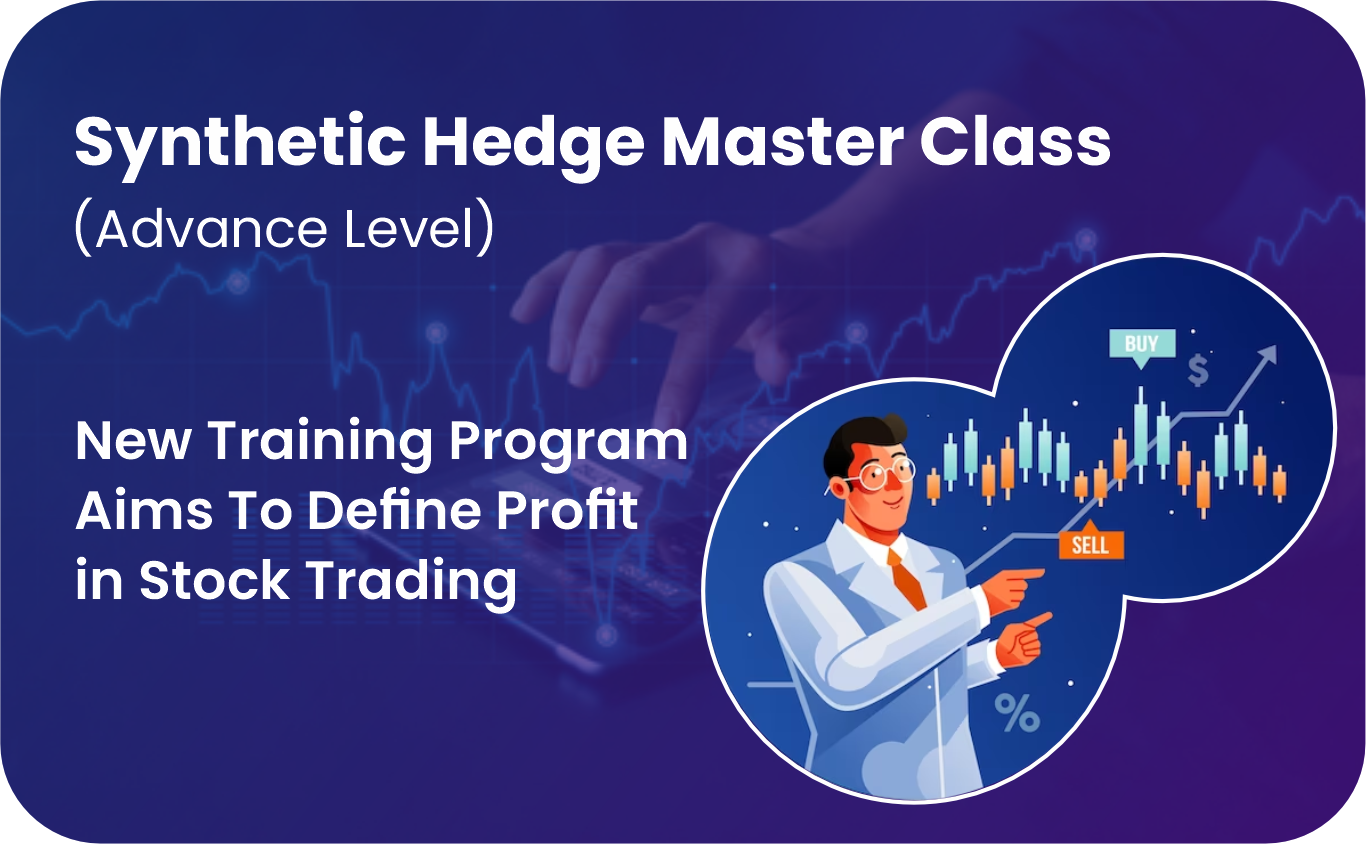 Synthetic Hedge Master Class
(Advance Level)
New Training Program
Aims To Define Profit
in Stock Trading
BUY
$
SELL
%